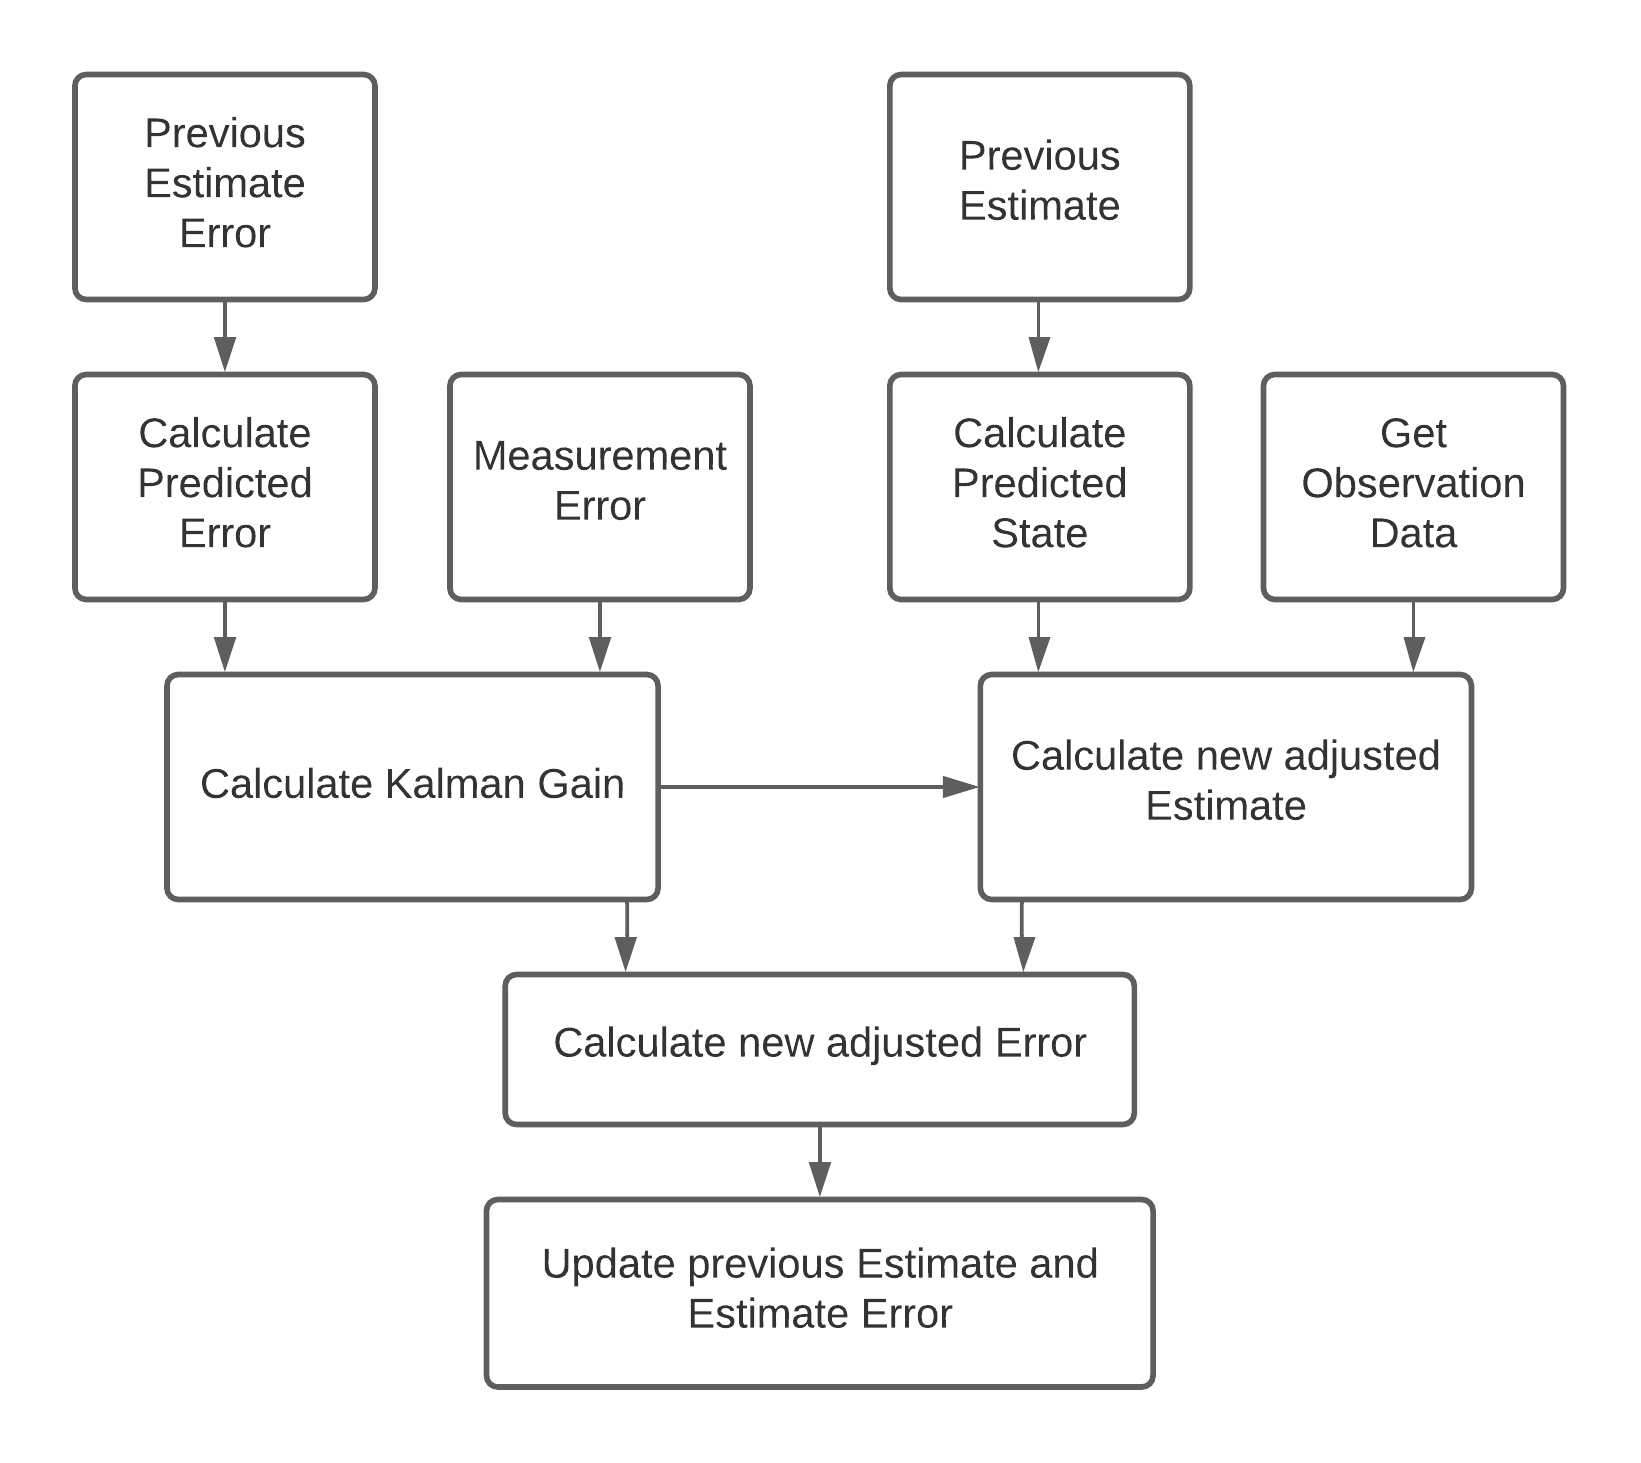 Previous
Estimate
Error
Previous
Estimate
Calculate
Predicted
Error
Measurement
Error
Calculate
Predicted
State
Get
Observation
Data
Calculate Kalman Gain
Calculate new adjusted
Estimate
Calculate new adjusted Error
Update previous Estimate and
Estimate Error